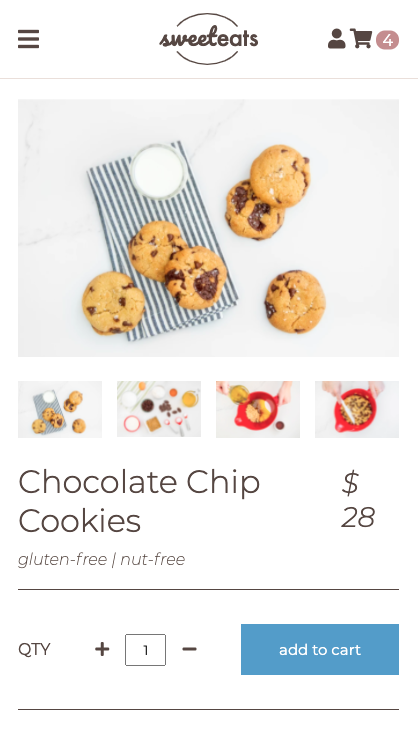 sweeteats
4
Chocolate Chip
Cookies
$
28
gluten-free | nut-free
QTY
1
add to cart